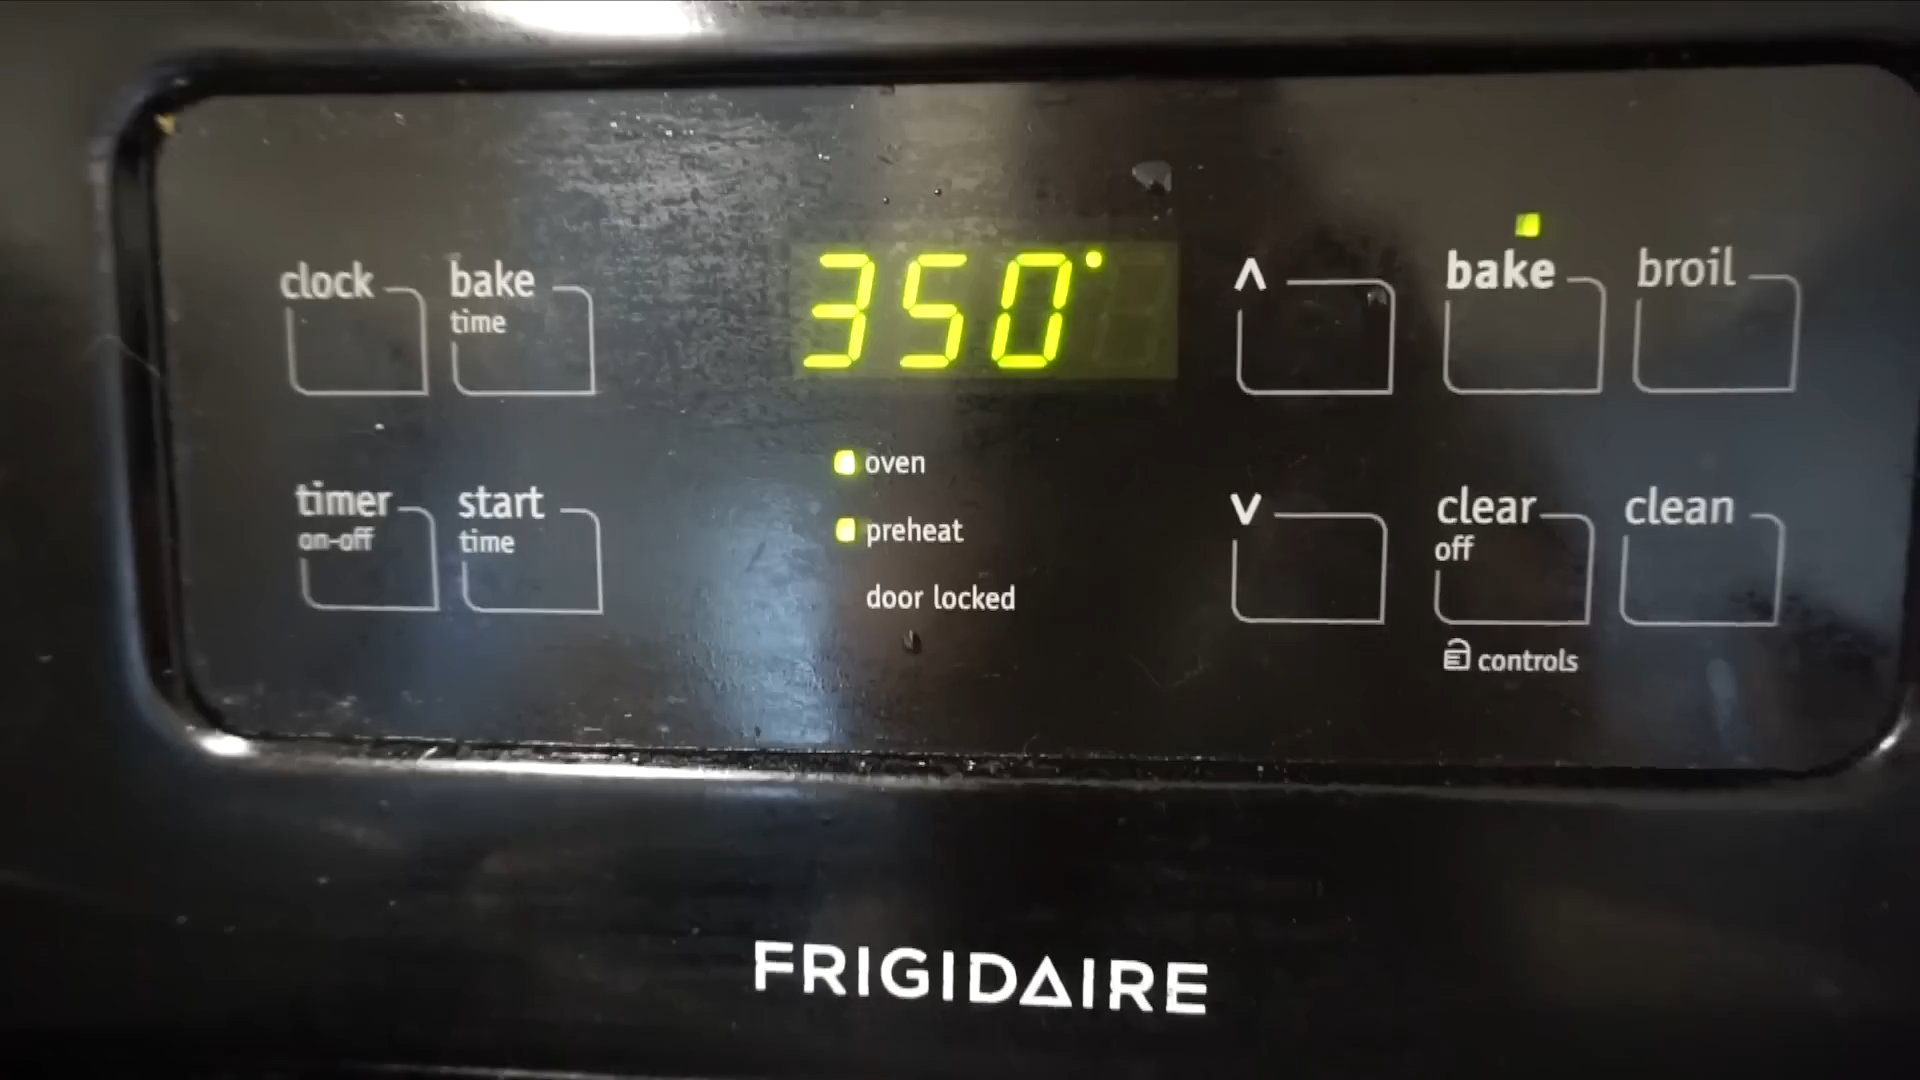 clock
bake
time
350°
^
bake
broil
timer
on-off
start
time
oven
preheat
door locked
v
clear
off
clean
controls
FRIGIDAIRE